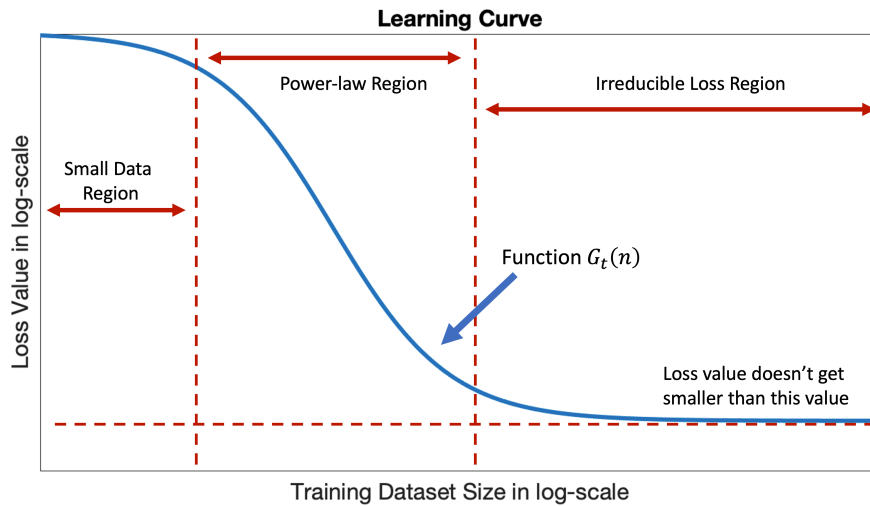 Learning Curve
Power-law Region
Irreducible Loss Region
Small Data
Region
Function G_t(n)
Loss value doesn't get
smaller than this value
Loss Value in log-scale
Training Dataset Size in log-scale